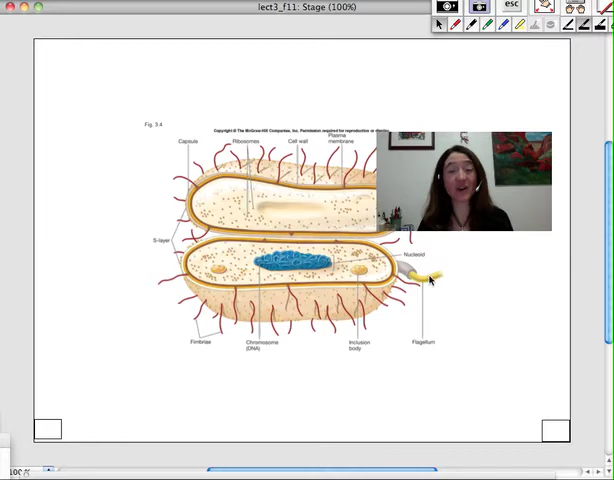 lect3_f11: Stage (100%)
esc
Fig. 3.4
Copyright © The McGraw-Hill Companies, Inc. Permission required for reproduction or display.
Capsule
Ribosomes
Cell wall
Plasma
membrane
S-layer
Nucleoid
Fimbriae
Chromosome
(DNA)
Inclusion
body
Flagellum
100%